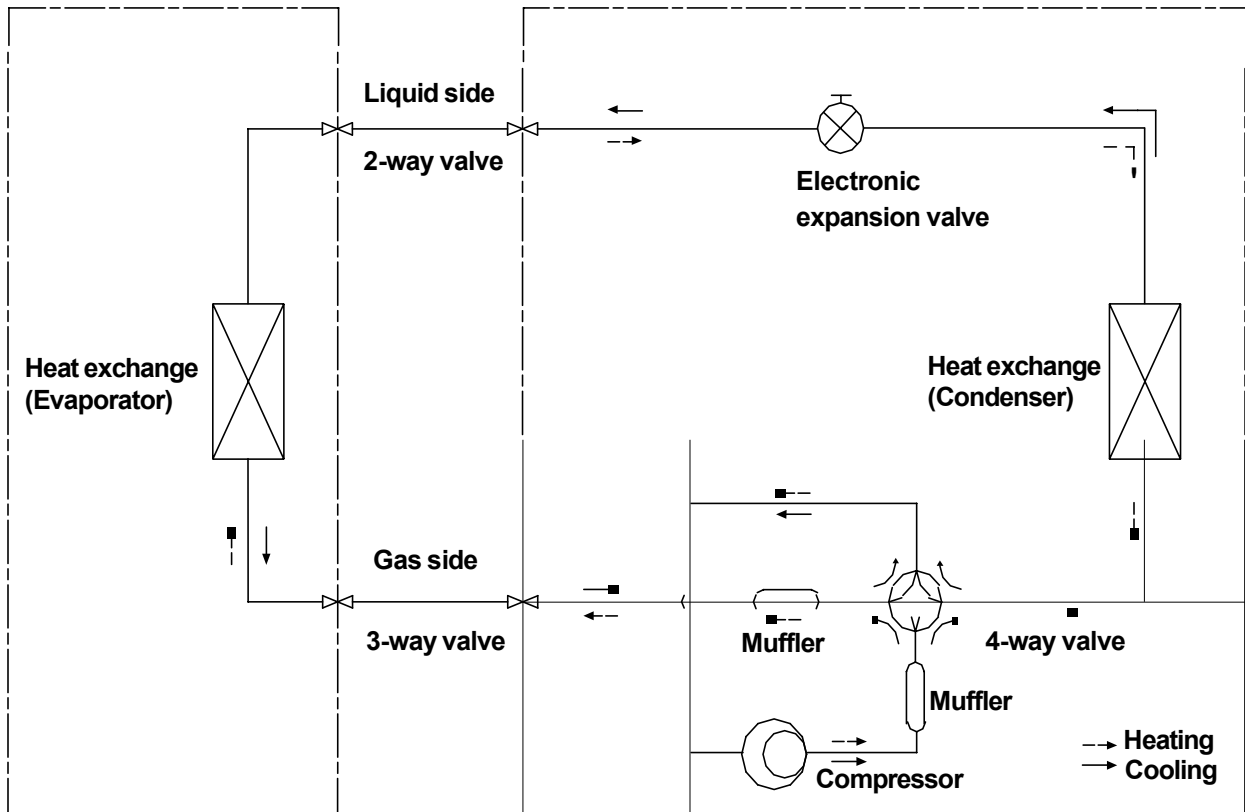 Liquid side
2-way valve
Electronic
expansion valve
Heat exchange
(Evaporator)
Heat exchange
(Condenser)
Gas side
3-way valve
Muffler
4-way valve
Muffler
Compressor
Heating
Cooling